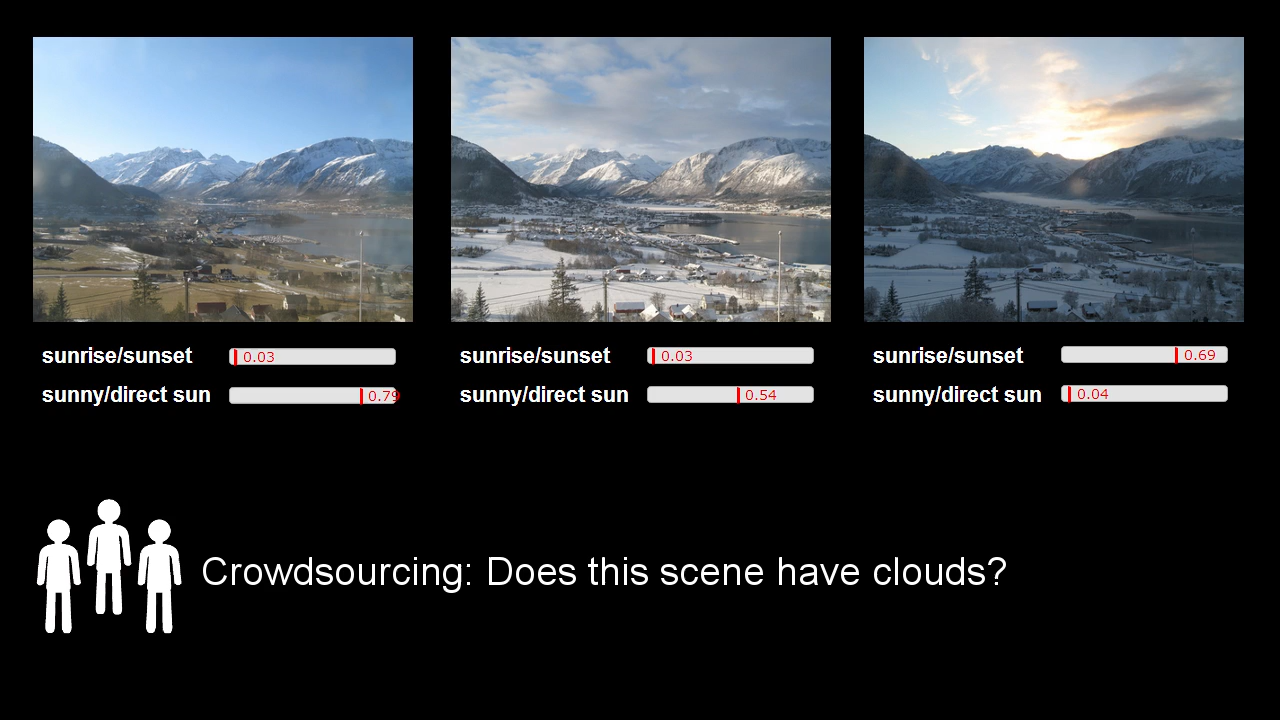 sunrise/sunset 0.03
sunny/direct sun 0.79
sunrise/sunset 0.03
sunny/direct sun 0.54
sunrise/sunset 0.69
sunny/direct sun 0.04
Crowdsourcing: Does this scene have clouds?